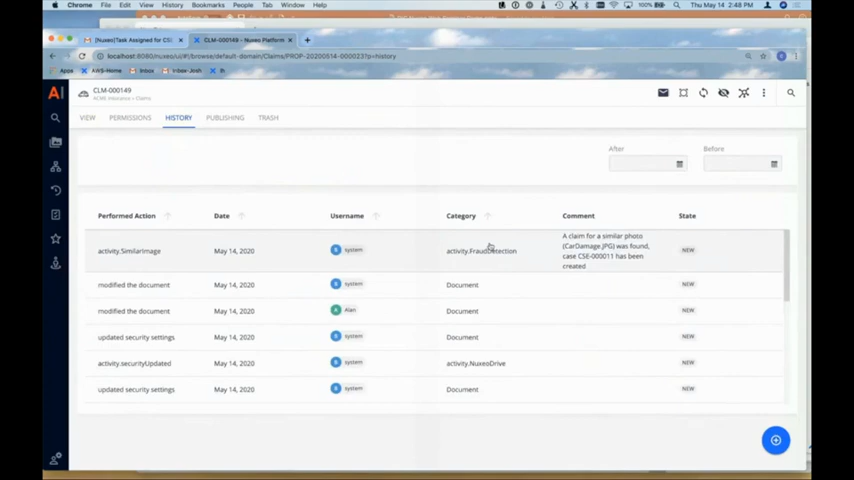 Chrome File Edit View History Bookmarks People Tab Window Help 100% Thu May 14 2:48 PM
[Nuxeo]Task Assigned for CSE CLM-000149 - Nuxeo Platform
localhost:8080/nuxeo/ui/#!/browse/default-domain/Claims/PROP-20200514-000023?p=history
Apps AWS-Home Inbox Inbox-Josh
CLM-000149
ACME Insurance > Claims
VIEW PERMISSIONS HISTORY PUBLISHING TRASH
After Before
Performed Action Date Username Category Comment State
activity.SimilarImage May 14, 2020 S system activity.FraudDetection A claim for a similar photo
(CarDamage.JPG) was found,
case CSE-000011 has been
created NEW
modified the document May 14, 2020 S system Document NEW
modified the document May 14, 2020 A Alan Document NEW
updated security settings May 14, 2020 S system Document NEW
activity.securityUpdated May 14, 2020 S system activity.NuxeoDrive NEW
updated security settings May 14, 2020 S system Document NEW